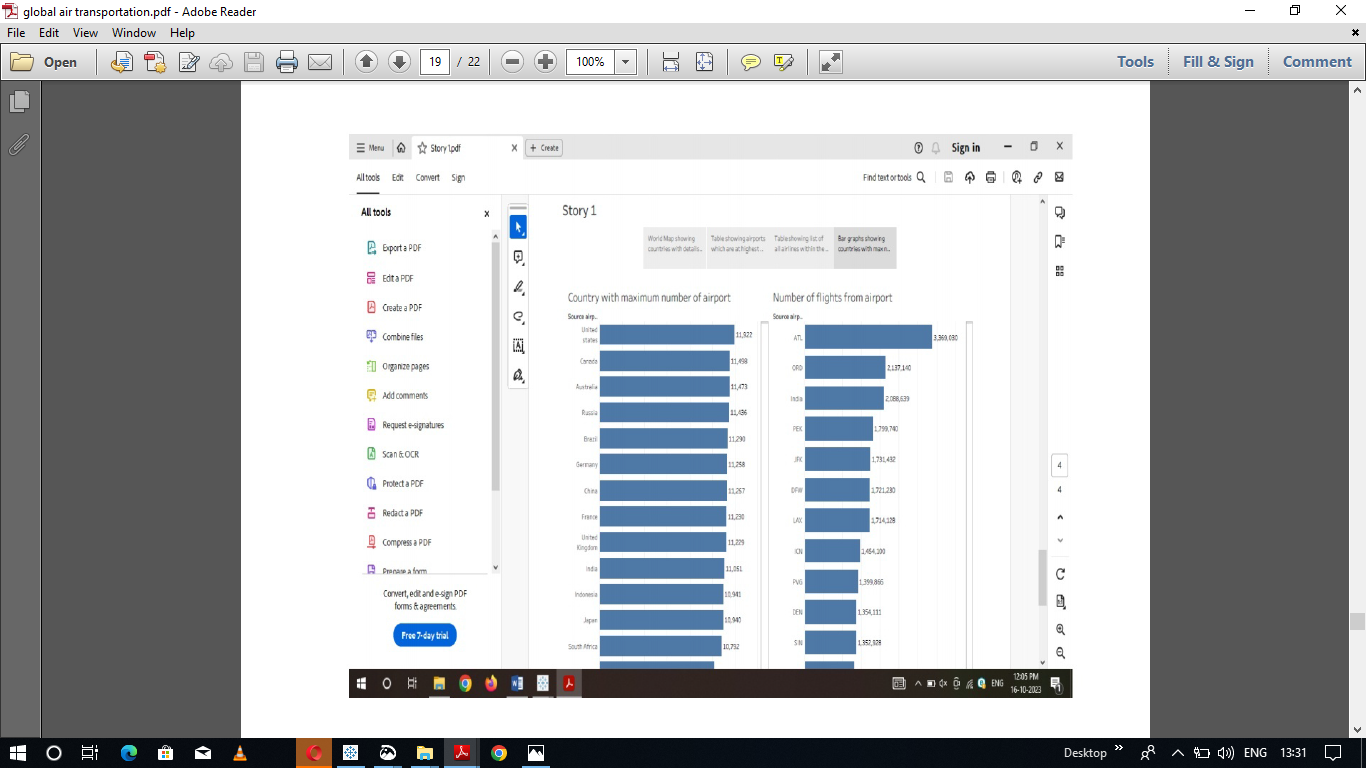 global air transportation.pdf - Adobe Reader
File Edit View Window Help
Open 19 / 22 100% Tools Fill & Sign Comment
Menu Story 1.pdf Create Sign in
All tools Edit Convert Sign Find text or tools
All tools
Export a PDF
Edit a PDF
Create a PDF
Combine files
Organize pages
Add comments
Request e-signatures
Scan & OCR
Protect a PDF
Redact a PDF
Compress a PDF
Prepare a form
Convert, edit and e-sign PDF
forms & agreements.
Free 7-day trial
Story 1
World Map showing
countries with details...
Table showing airports
which are at highest ...
Table showing list of
all airlines within the ...
Bar graphs showing
countries with max n...
Country with maximum number of airport
Source airp..
United
states 11,922
Canada 11,498
Australia 11,473
Russia 11,436
Brazil 11,290
Germany 11,258
China 11,257
France 11,230
United
Kingdom 11,229
India 11,051
Indonesia 10,941
Japan 10,940
South Africa 10,732
Number of flights from airport
Source airp..
ATL 3,369,030
ORD 2,137,140
India 2,088,639
PEK 1,799,740
JFK 1,731,432
DFW 1,721,230
LAX 1,714,128
ICN 1,454,100
PVG 1,399,866
DEN 1,354,111
SIN 1,352,928
4
4
ENG 12:05 PM
16-10-2023
1
Desktop ENG 13:31